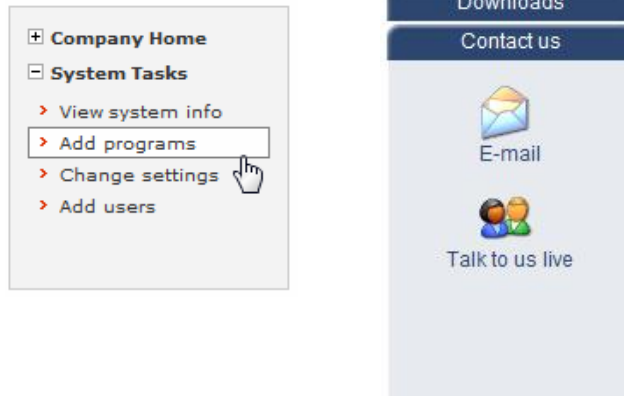 Company Home
System Tasks
View system info
Add programs
Change settings
Add users
Downloads
Contact us
E-mail
Talk to us live